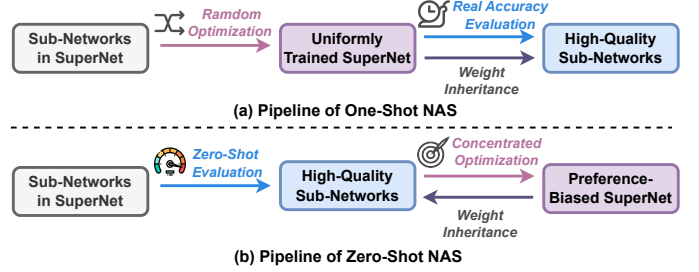 Sub-Networks
in SuperNet
Ramdom
Optimization
Uniformly
Trained SuperNet
Real Accuracy
Evaluation
Weight
Inheritance
High-Quality
Sub-Networks
(a) Pipeline of One-Shot NAS
Sub-Networks
in SuperNet
Zero-Shot
Evaluation
High-Quality
Sub-Networks
Concentrated
Optimization
Weight
Inheritance
Preference-
Biased SuperNet
(b) Pipeline of Zero-Shot NAS